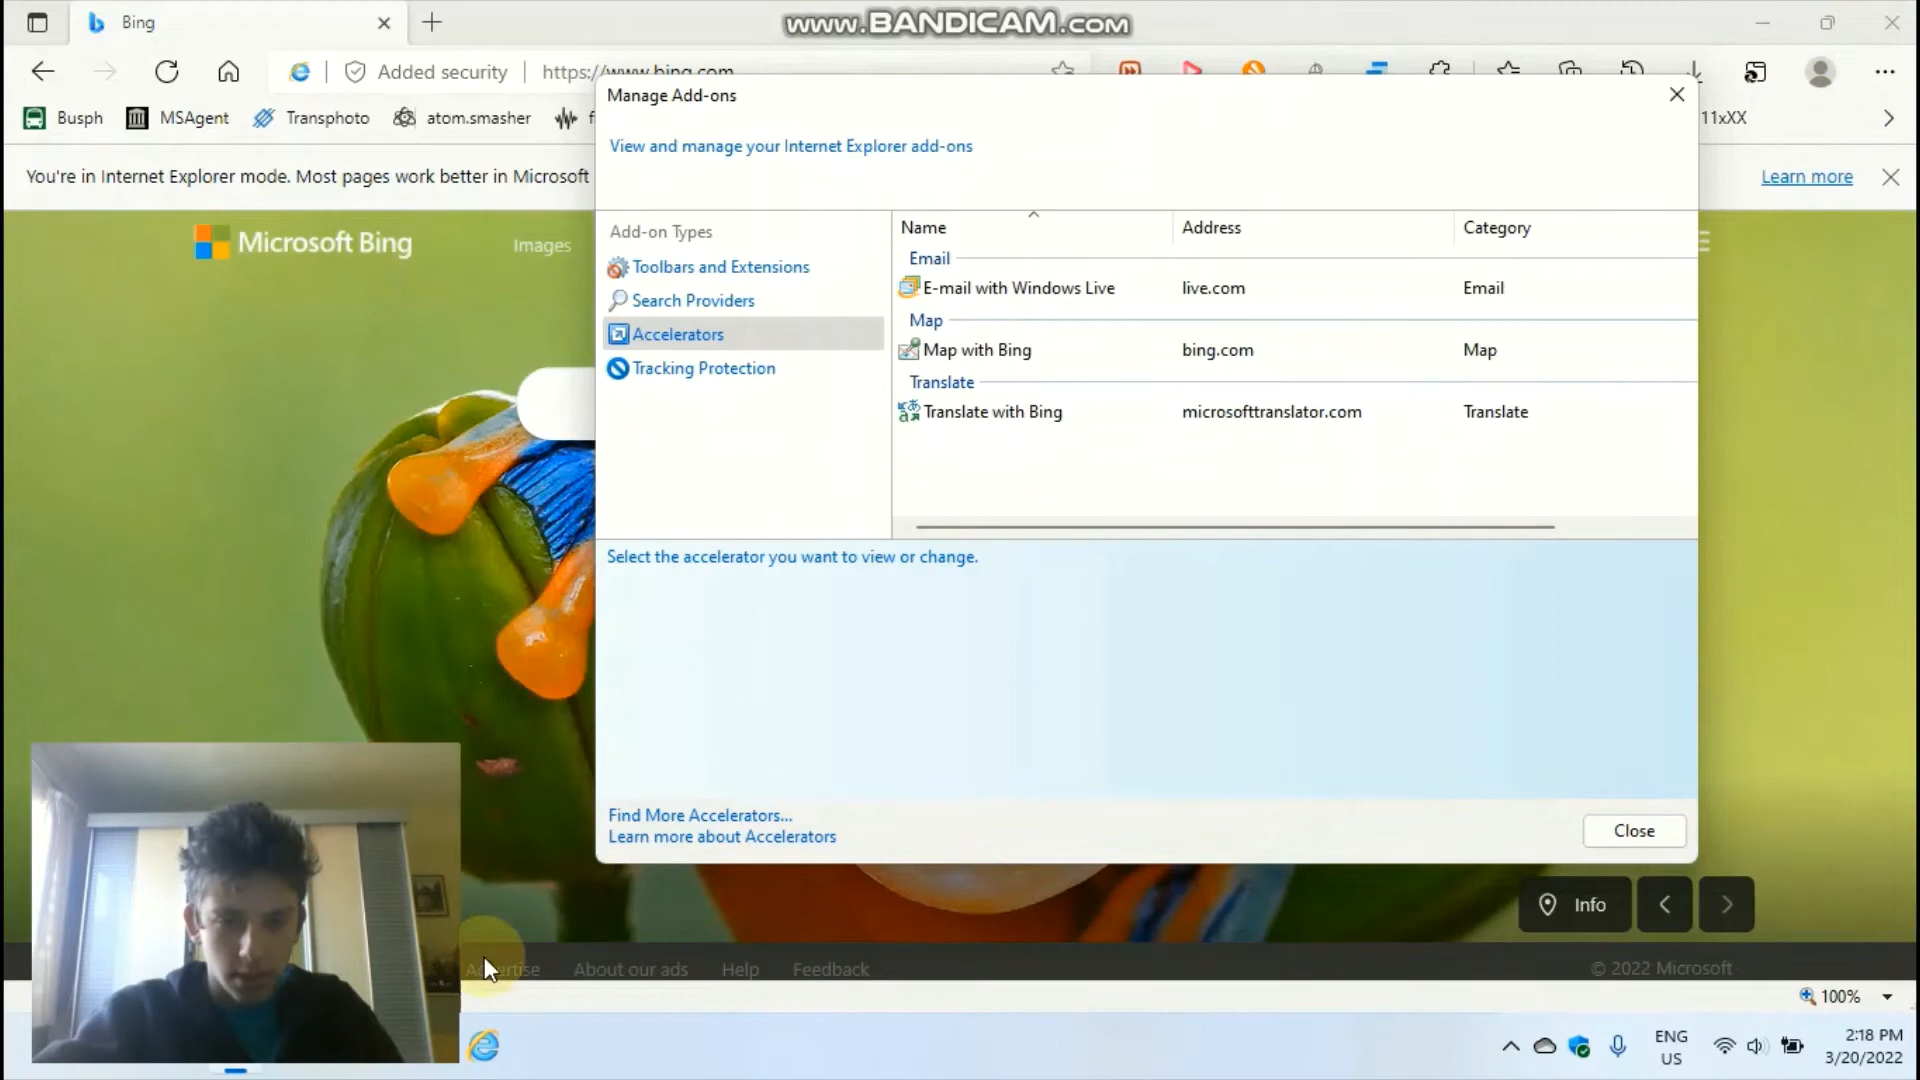 Bing
www.BANDICAM.com
Added security
https://www.bing.com
Busph
MSAgent
Transphoto
atom.smasher
f
11xXX
You're in Internet Explorer mode. Most pages work better in Microsoft
Learn more
Microsoft Bing
Images
Manage Add-ons
View and manage your Internet Explorer add-ons
Add-on Types
Toolbars and Extensions
Search Providers
Accelerators
Tracking Protection
Name
Address
Category
Email
E-mail with Windows Live
live.com
Email
Map
Map with Bing
bing.com
Map
Translate
Translate with Bing
microsofttranslator.com
Translate
Select the accelerator you want to view or change.
Find More Accelerators...
Learn more about Accelerators
Close
Info
Advertise
About our ads
Help
Feedback
© 2022 Microsoft
100%
ENG
US
2:18 PM
3/20/2022